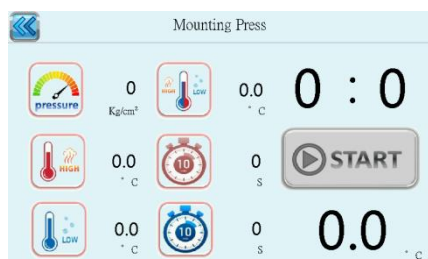 Mounting Press
pressure
0
Kg/cm²
HIGH LOW
0.0
° C
0 : 0
HIGH
0.0
° C
10
0
S
START
LOW
0.0
° C
10
0
S
0.0
° C